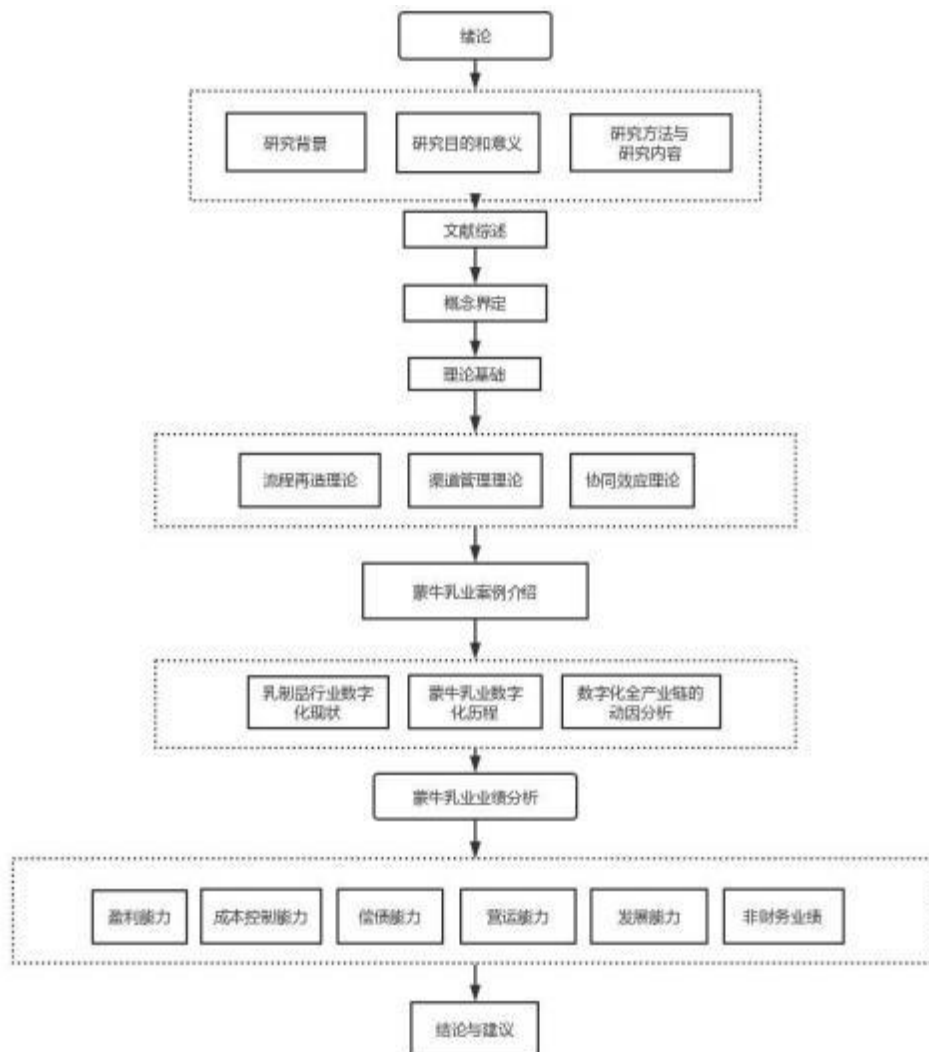 绪论
研究背景
研究目的和意义
研究方法与
研究内容
文献综述
概念界定
理论基础
流程再造理论
渠道管理理论
协同效应理论
蒙牛乳业案例介绍
乳制品行业数字
化现状
蒙牛乳业数字
化历程
数字化全产业链的
动因分析
蒙牛乳业业绩分析
盈利能力
成本控制能力
偿债能力
营运能力
发展能力
非财务业绩
结论与建议